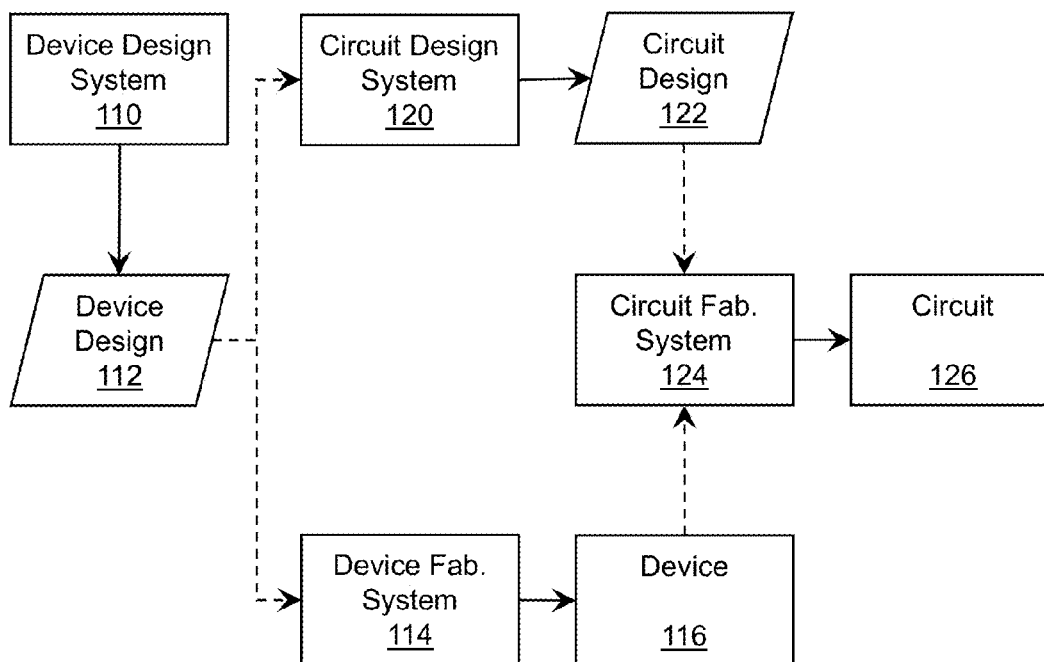 Device Design
System
110
Circuit Design
System
120
Circuit
Design
122
Device
Design
112
Circuit Fab.
System
124
Circuit
126
Device Fab.
System
114
Device
116